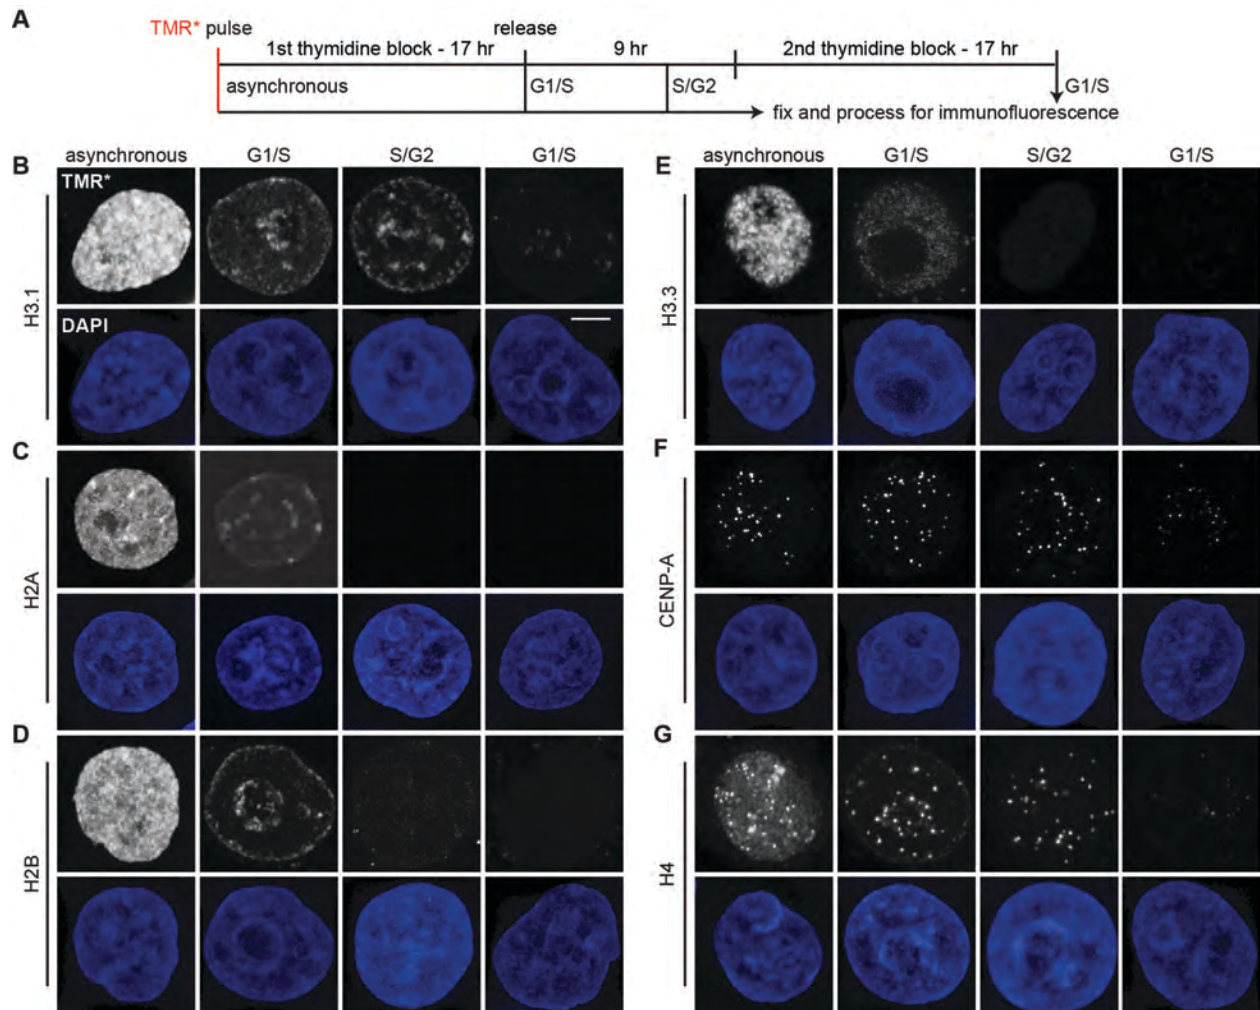 A
TMR* pulse
release
1st thymidine block - 17 hr
9 hr
2nd thymidine block - 17 hr
asynchronous
G1/S
S/G2
G1/S
fix and process for immunofluorescence
B
asynchronous
G1/S
S/G2
G1/S
TMR*
DAPI
H3.1
C
H2A
D
H2B
E
asynchronous
G1/S
S/G2
G1/S
H3.3
F
CENP-A
G
H4